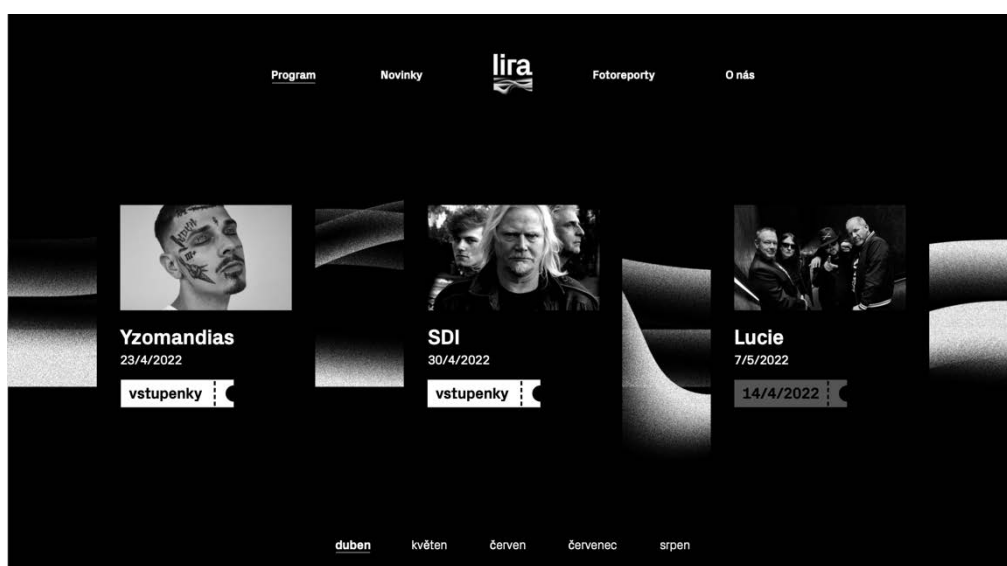 Program
Novinky
lira
Fotoreporty
O nás
Yzomandias
23/4/2022
vstupenky
SDI
30/4/2022
vstupenky
Lucie
7/5/2022
14/4/2022
duben
květen
červen
červenec
srpen